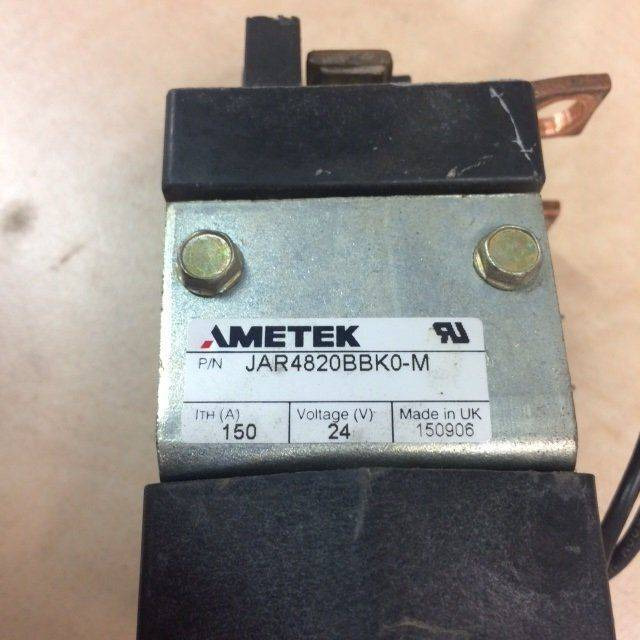 AMETEK
P/N JAR4820BBK0-M
ITH (A) Voltage (V) Made in UK
150 24 150906